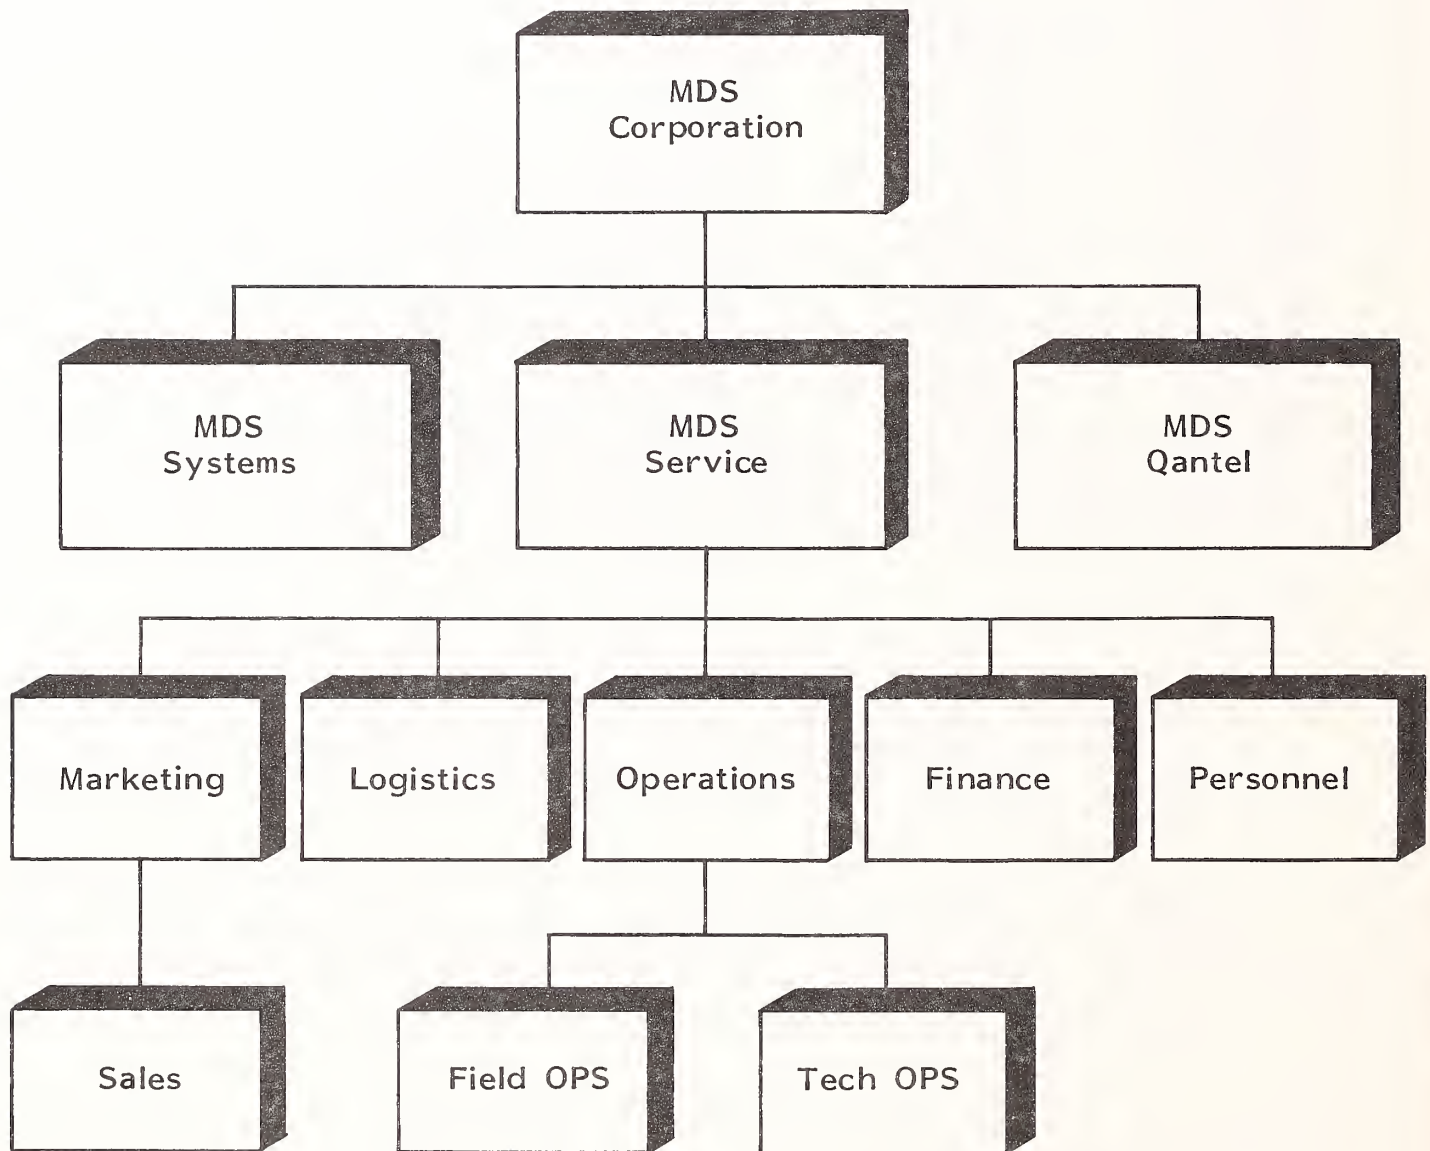 MDS
Corporation
MDS
Systems
MDS
Service
MDS
Qantel
Marketing
Logistics
Operations
Finance
Personnel
Sales
Field OPS
Tech OPS